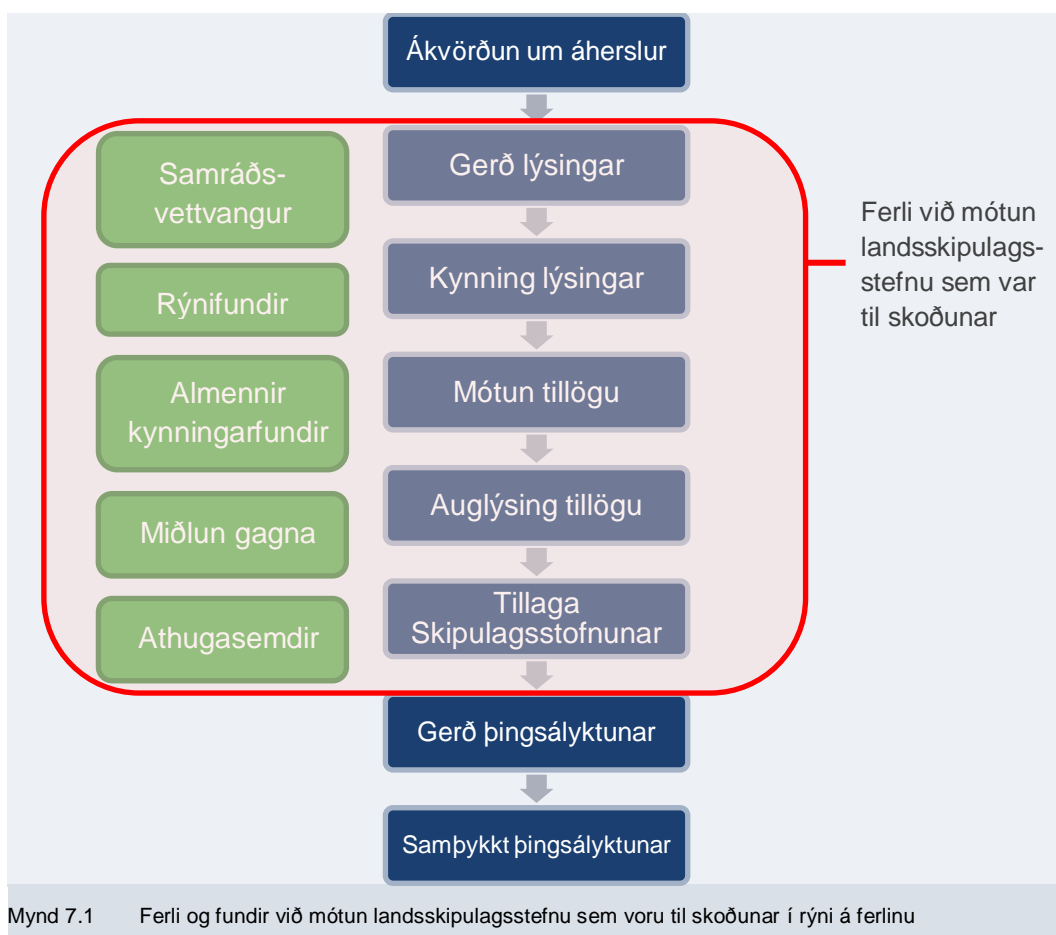 Ákvörðun um áherslur
Samráðs-
vettvangur
Rýnifundir
Almennir
kynningarfundir
Miðlun gagna
Athugasemdir
Gerð lýsingar
Kynning lýsingar
Mótun tillögu
Auglýsing tillögu
Tillaga
Skipulagsstofnunar
Ferli við mótun
landsskipulags-
stefnu sem var
til skoðunar
Gerð þingsályktunar
Samþykkt þingsályktunar
Mynd 7.1 Ferli og fundir við mótun landsskipulagsstefnu sem voru til skoðunar í rýni á ferlinu